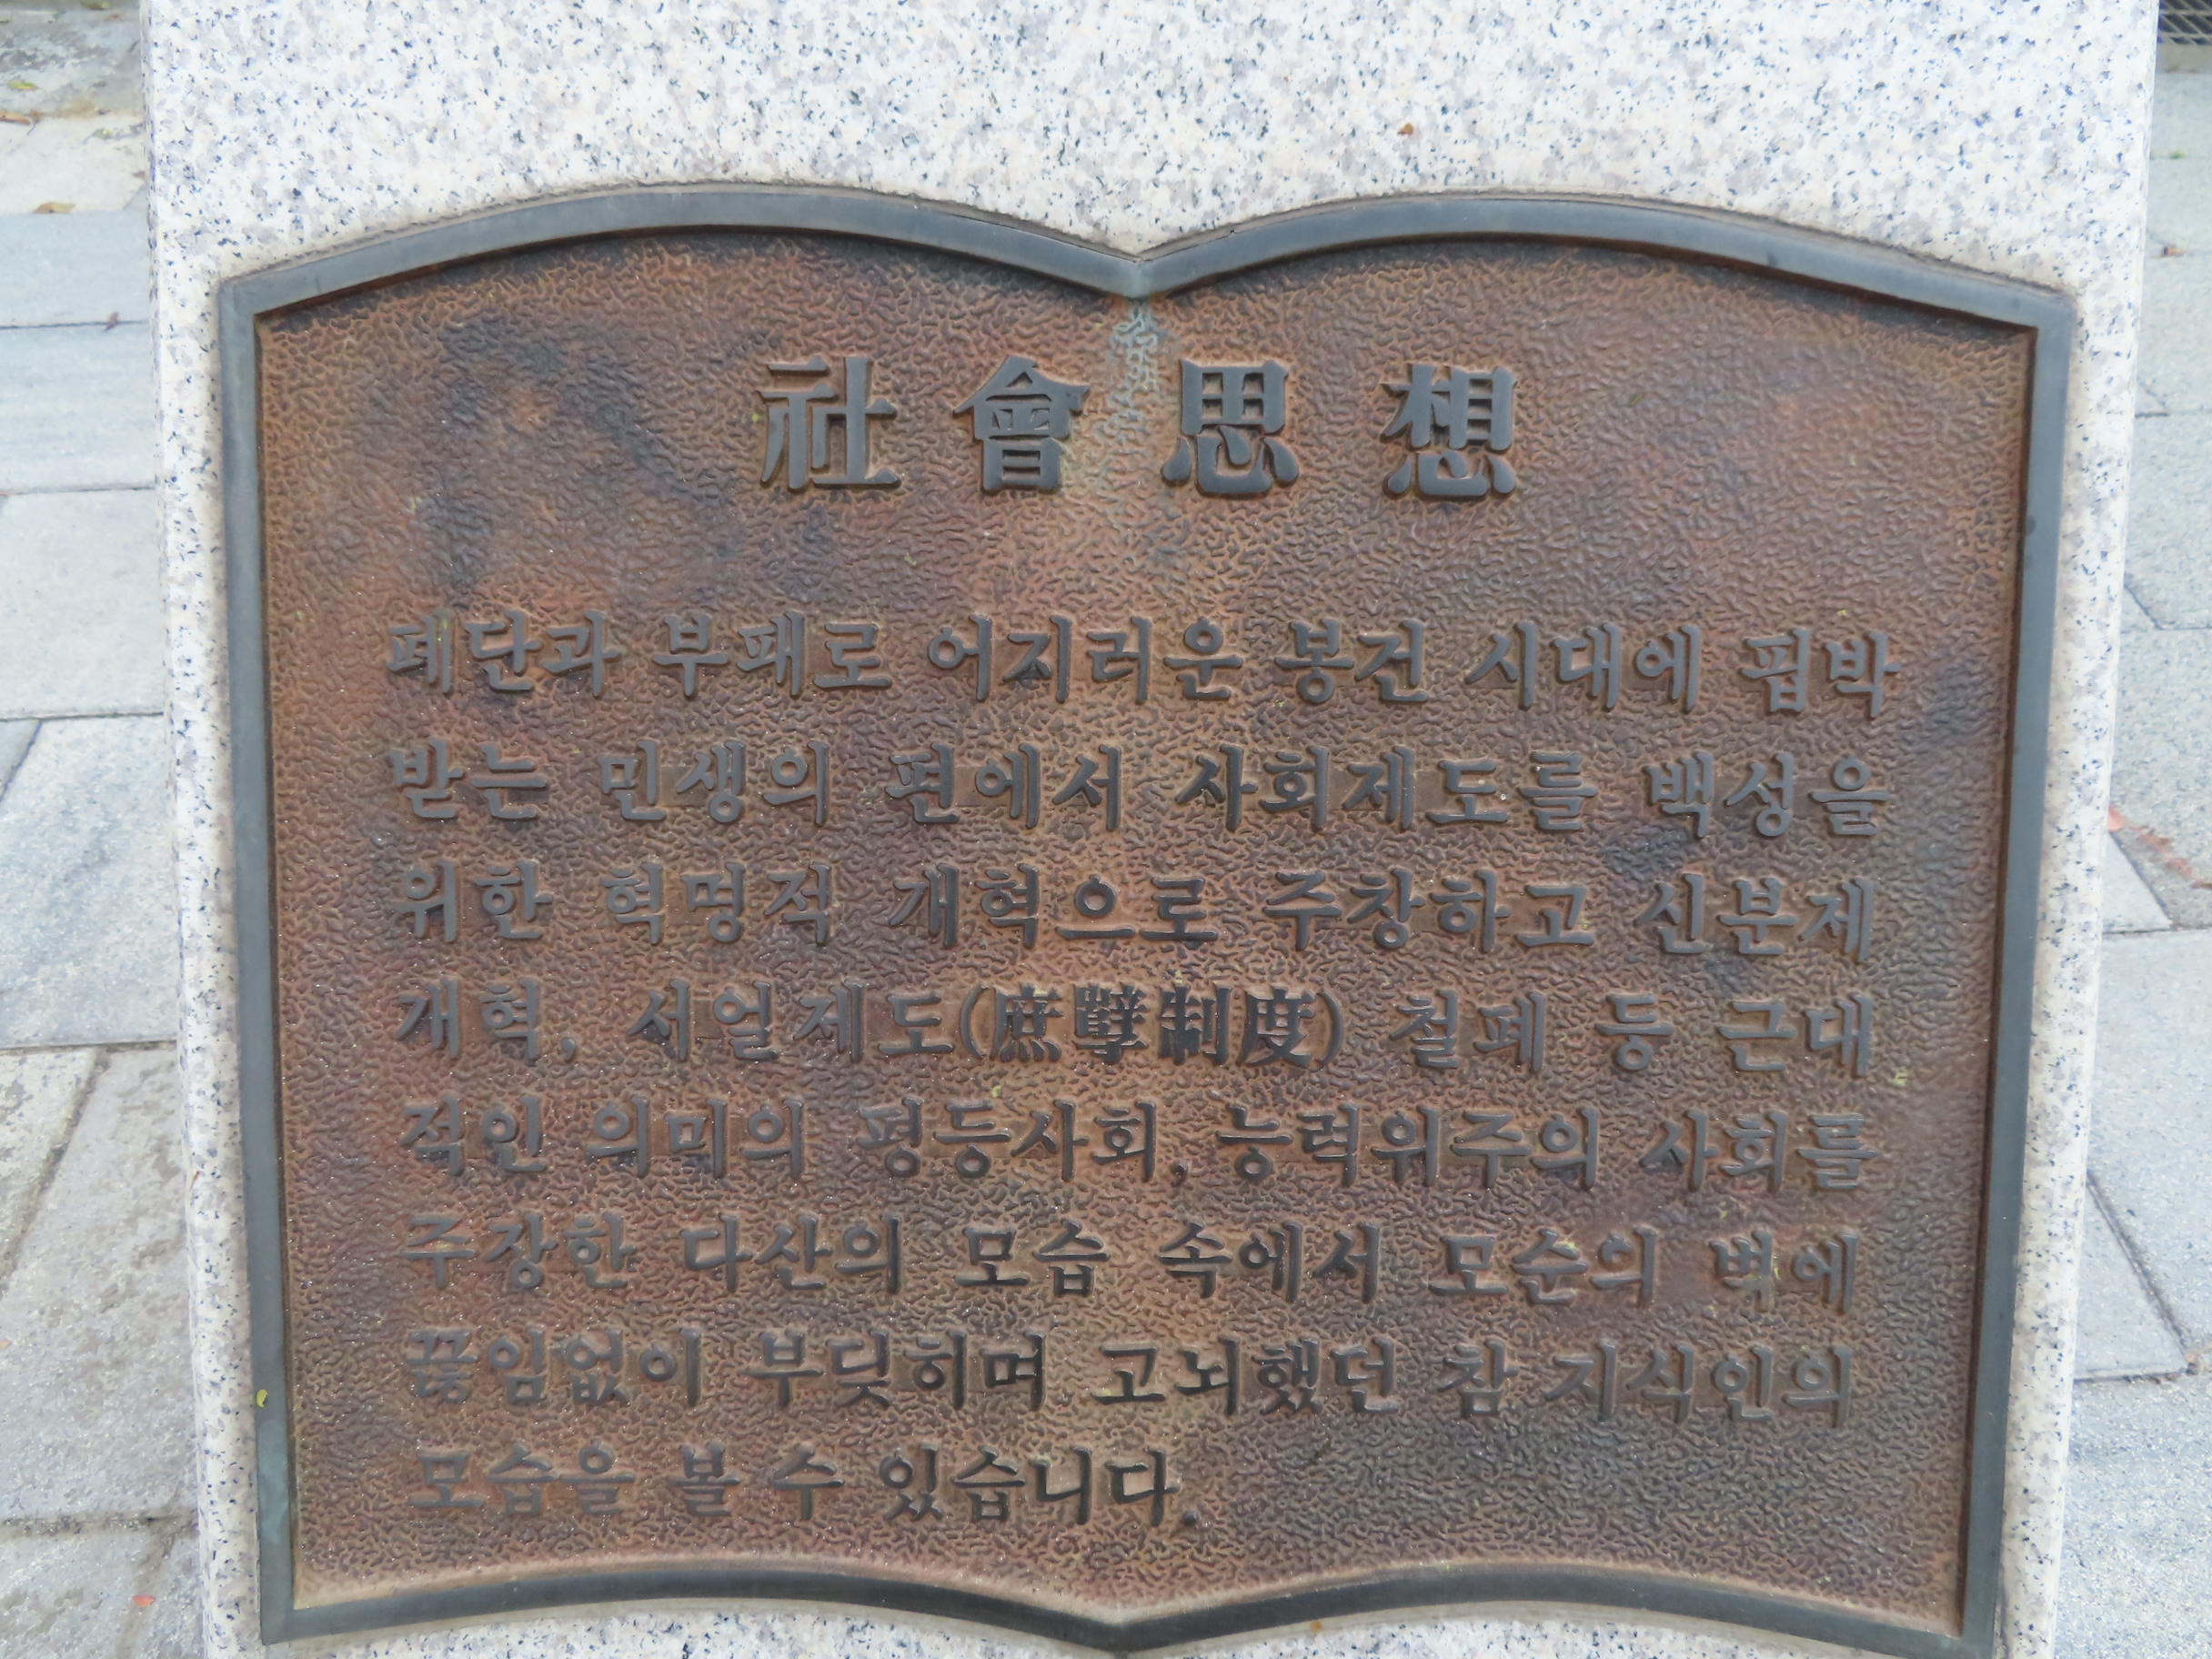 社會思想
폐단과 부패로 어지러운 봉건 시대에 핍박
받는 민생의 편에서 사회제도를 백성을
위한 혁명적 개혁으로 주창하고 신분제
개혁, 서얼제도(庶孼制度) 철폐 등 근대
적인 의미의 평등사회, 능력위주의 사회를
주장한 다산의 모습 속에서 모순의 벽에
끊임없이 부딪히며 고뇌했던 참 지식인의
모습을 볼 수 있습니다.